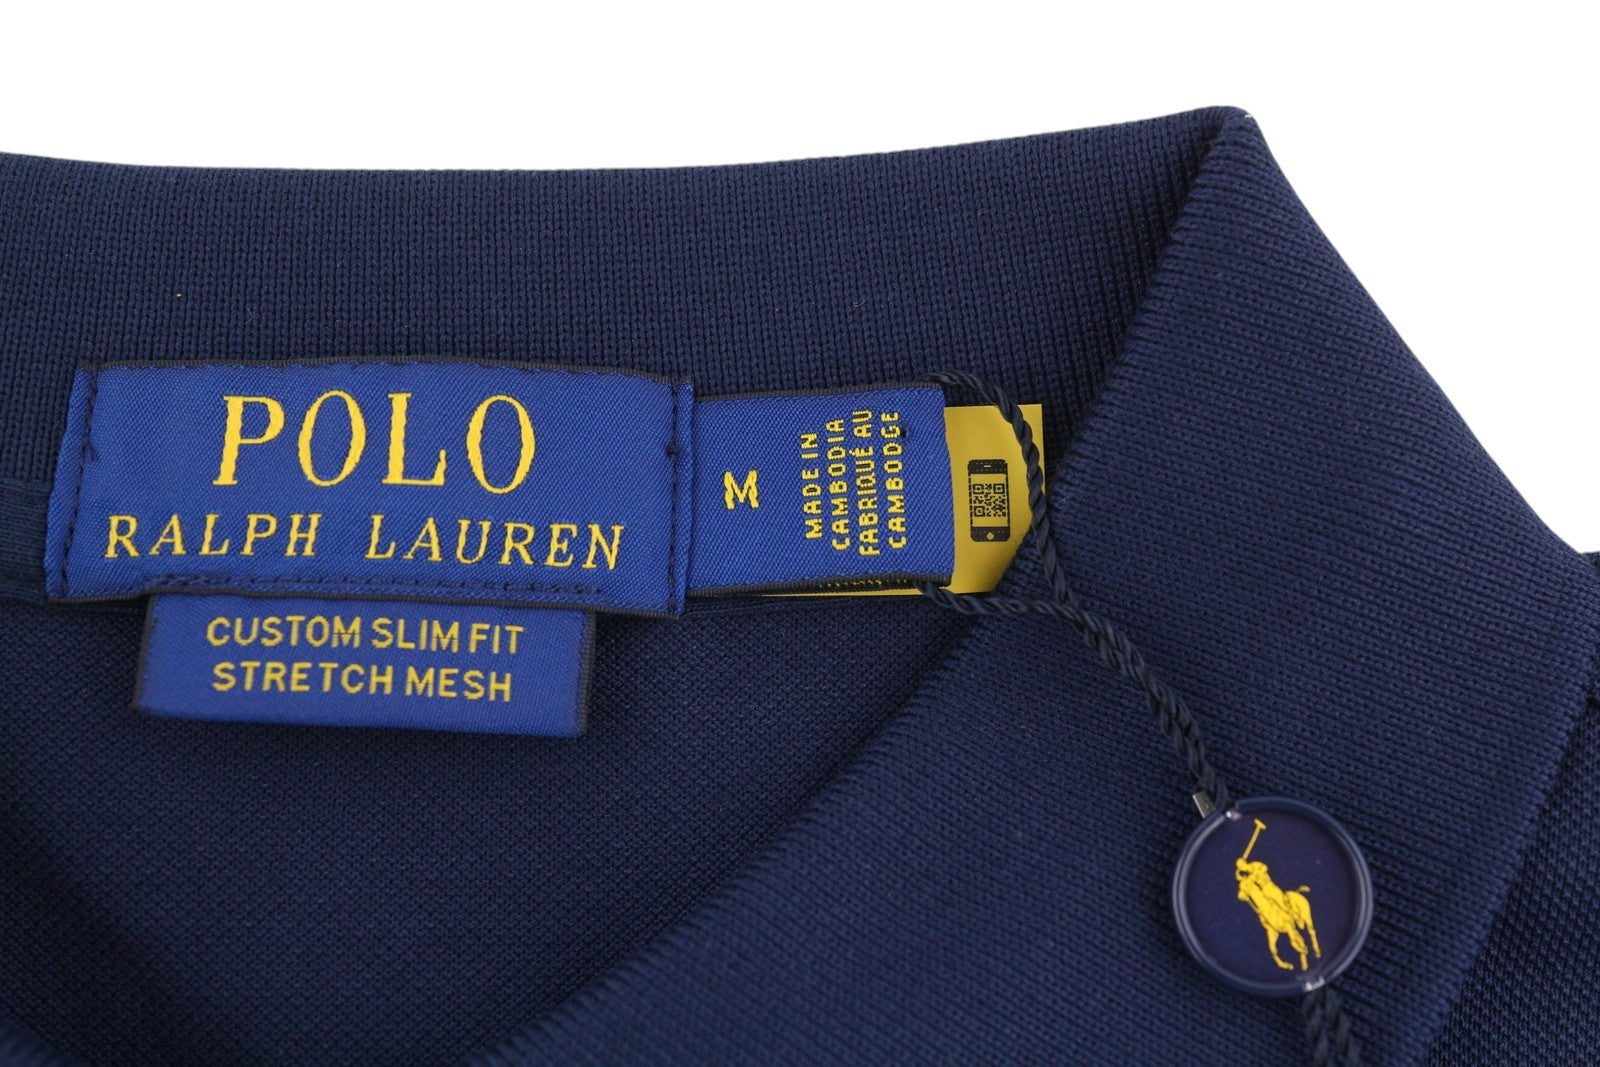 POLO
RALPH LAUREN
CUSTOM SLIM FIT
STRETCH MESH
M
MADE IN
CAMBODIA
FABRIQUÉ AU
CAMBODGE